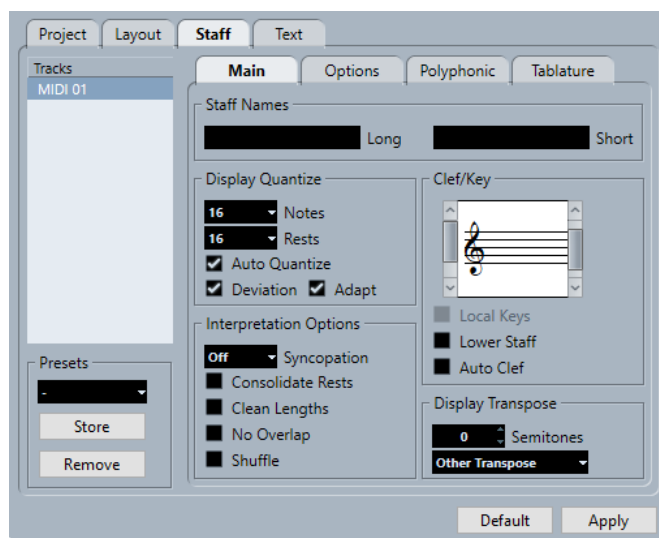 Project Layout Staff Text
Tracks
MIDI 01
Main Options Polyphonic Tablature
Staff Names
Long Short
Display Quantize
16 Notes
16 Rests
Auto Quantize
Deviation Adapt
Interpretation Options
Off Syncopation
Consolidate Rests
Clean Lengths
No Overlap
Shuffle
Clef/Key
Local Keys
Lower Staff
Auto Clef
Display Transpose
0 Semitones
Other Transpose
Presets
-
Store
Remove
Default Apply